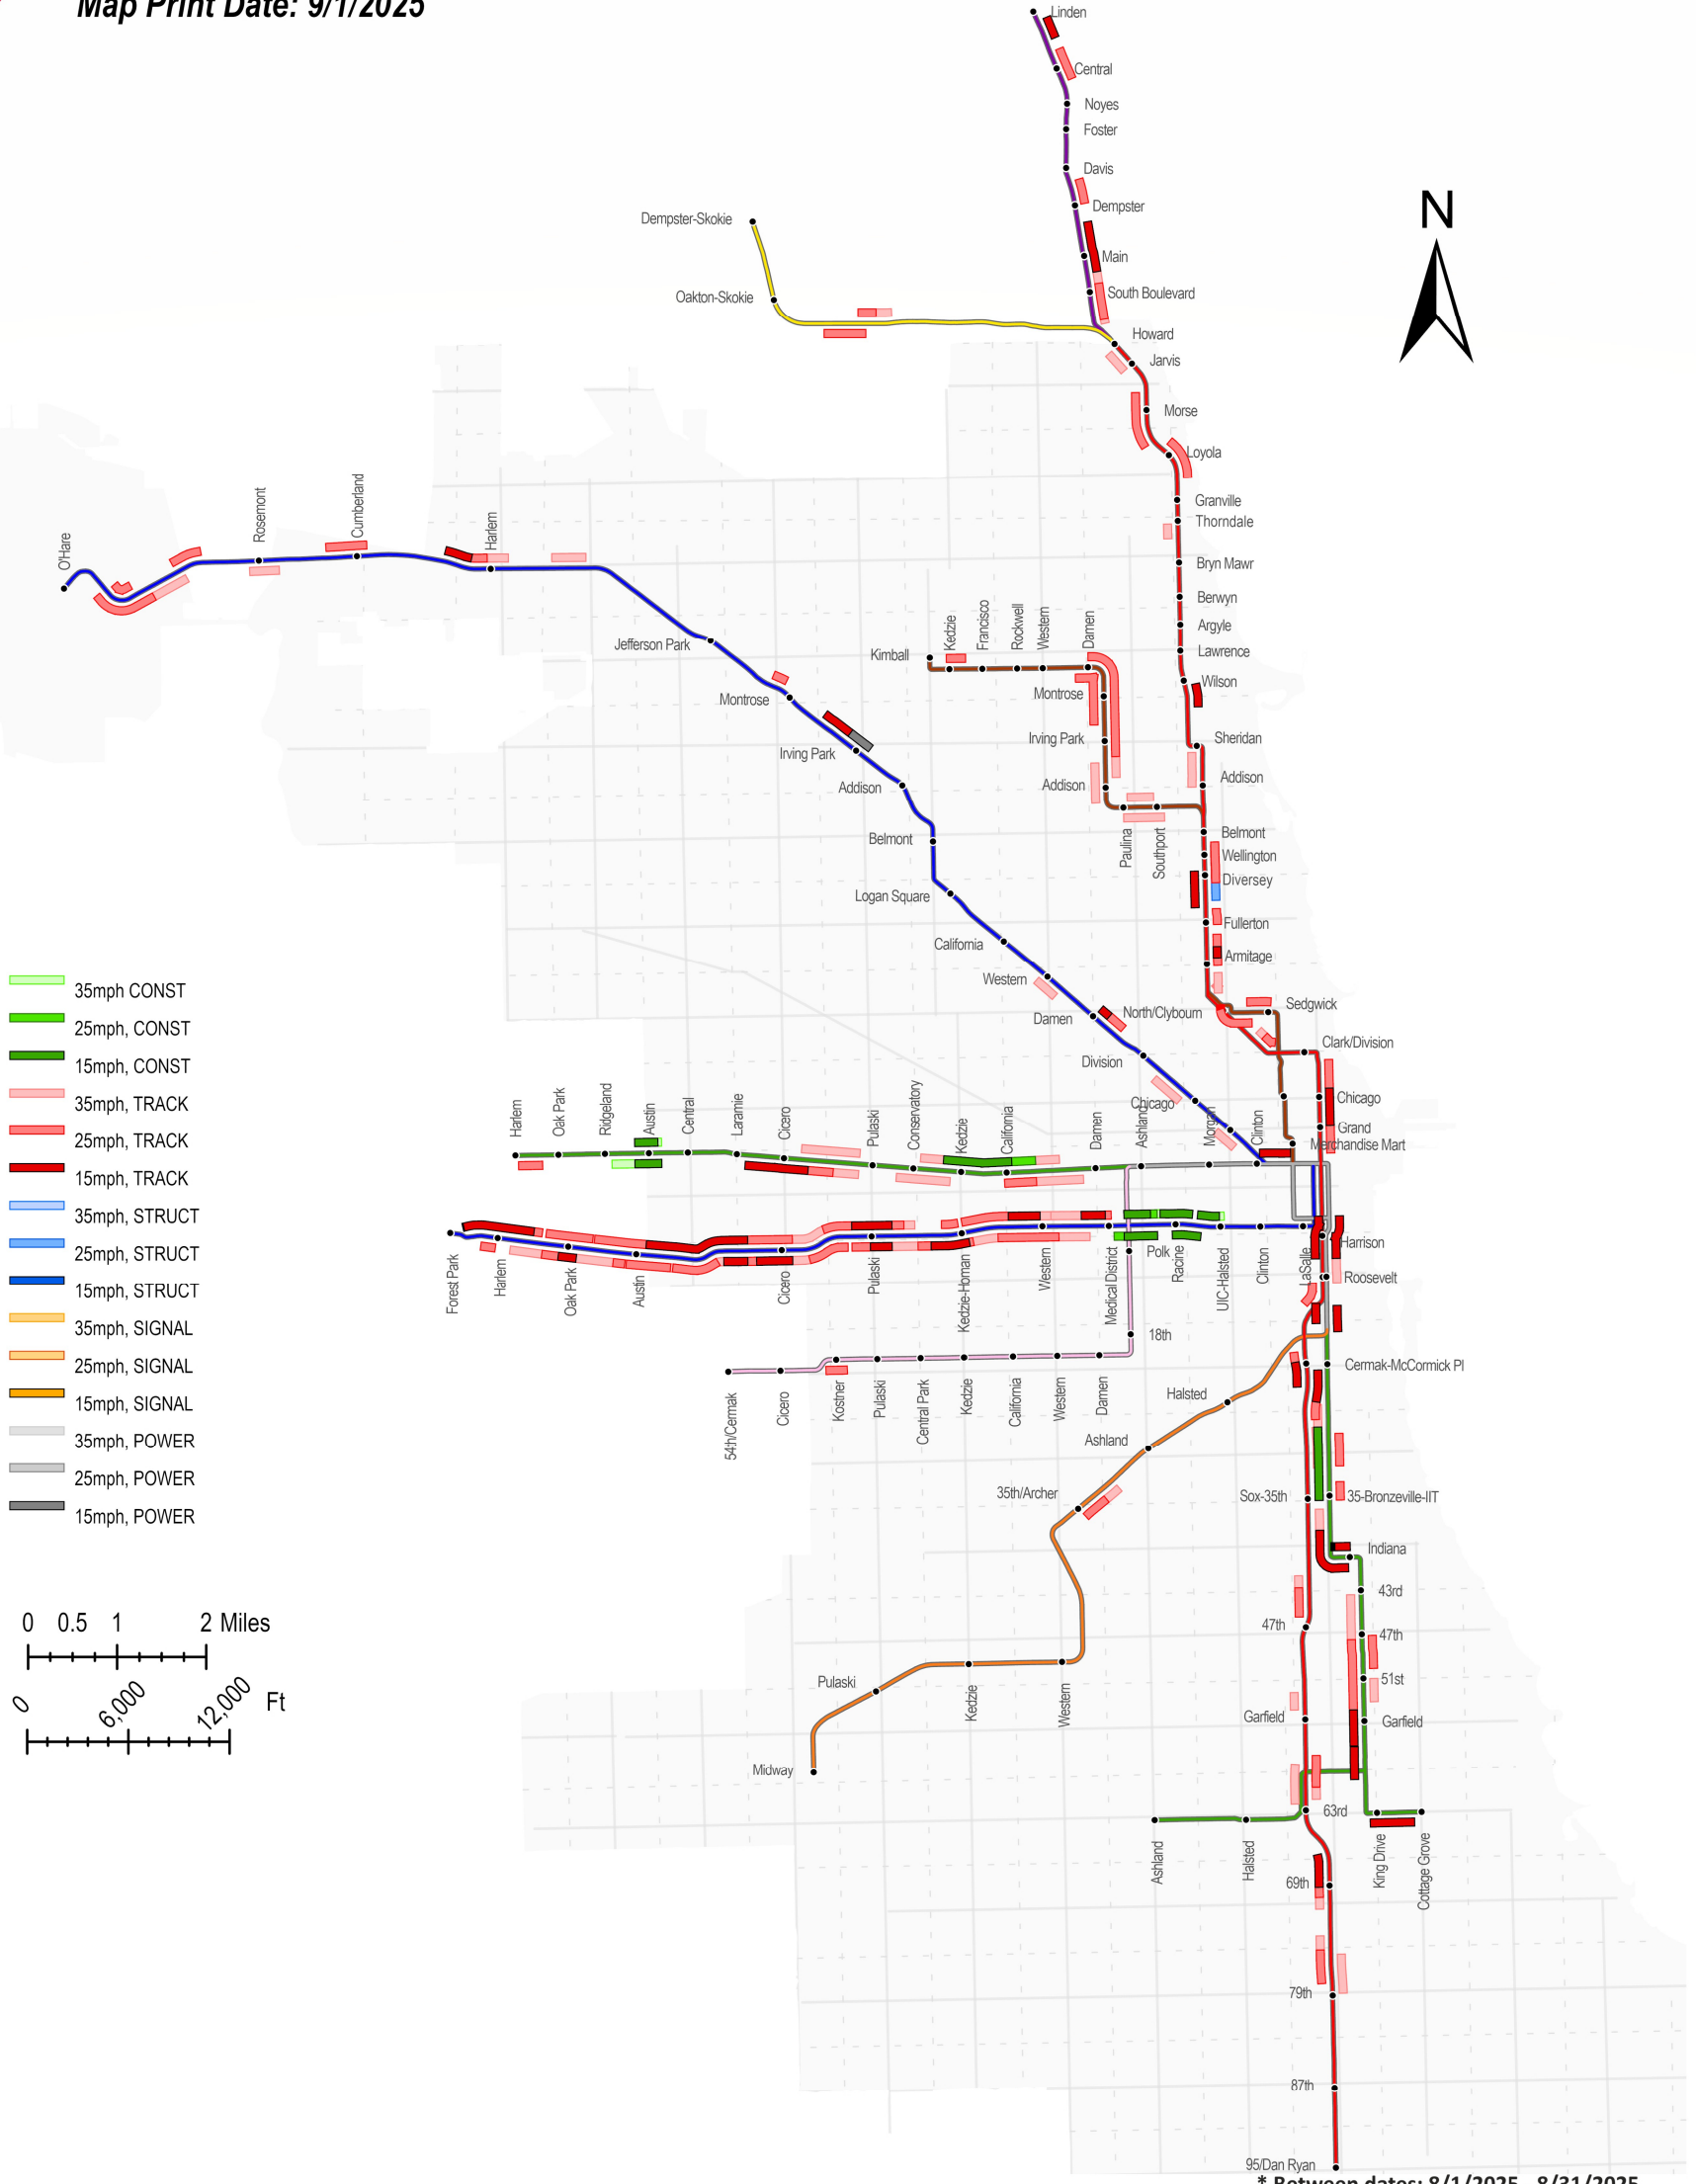 Map Print Date: 9/1/2025
Linden
Central
Noyes
Foster
Davis
Dempster
Main
South Boulevard
Howard
Jarvis
Morse
Loyola
Granville
Thorndale
Bryn Mawr
Berwyn
Argyle
Lawrence
Wilson
Sheridan
Addison
Belmont
Wellington
Diversey
Fullerton
Armitage
Sedgwick
North/Clybourn
Clark/Division
Chicago
Grand
Merchandise Mart
N
Dempster-Skokie
Oakton-Skokie
O'Hare
Rosemont
Cumberland
Harlem
Jefferson Park
Montrose
Irving Park
Addison
Belmont
Logan Square
California
Western
Damen
Division
Chicago
Kimball
Kedzie
Francisco
Rockwell
Western
Damen
Montrose
Irving Park
Addison
Paulina
Southport
Harlem
Oak Park
Ridgeland
Austin
Central
Laramie
Cicero
Pulaski
Conservatory
Kedzie
California
Damen
Ashland
Morgan
Clinton
Forest Park
Harlem
Oak Park
Austin
Cicero
Pulaski
Kedzie-Homan
Western
Medical District
Polk
Racine
UIC-Halsted
Clinton
LaSalle
Harrison
Roosevelt
18th
54th/Cermak
Cicero
Kostner
Pulaski
Central Park
Kedzie
California
Western
Damen
Cermak-McCormick Pl
Halsted
Ashland
35th/Archer
Pulaski
Kedzie
Western
Midway
Sox-35th
35-Bronzeville-IIT
Indiana
43rd
47th
47th
51st
Garfield
Garfield
63rd
Ashland
Halsted
King Drive
Cottage Grove
69th
79th
87th
95/Dan Ryan
35mph CONST
25mph, CONST
15mph, CONST
35mph, TRACK
25mph, TRACK
15mph, TRACK
35mph, STRUCT
25mph, STRUCT
15mph, STRUCT
35mph, SIGNAL
25mph, SIGNAL
15mph, SIGNAL
35mph, POWER
25mph, POWER
15mph, POWER
0 0.5 1 2 Miles
0 6,000 12,000 Ft
* Between dates: 8/1/2025 - 8/31/2025